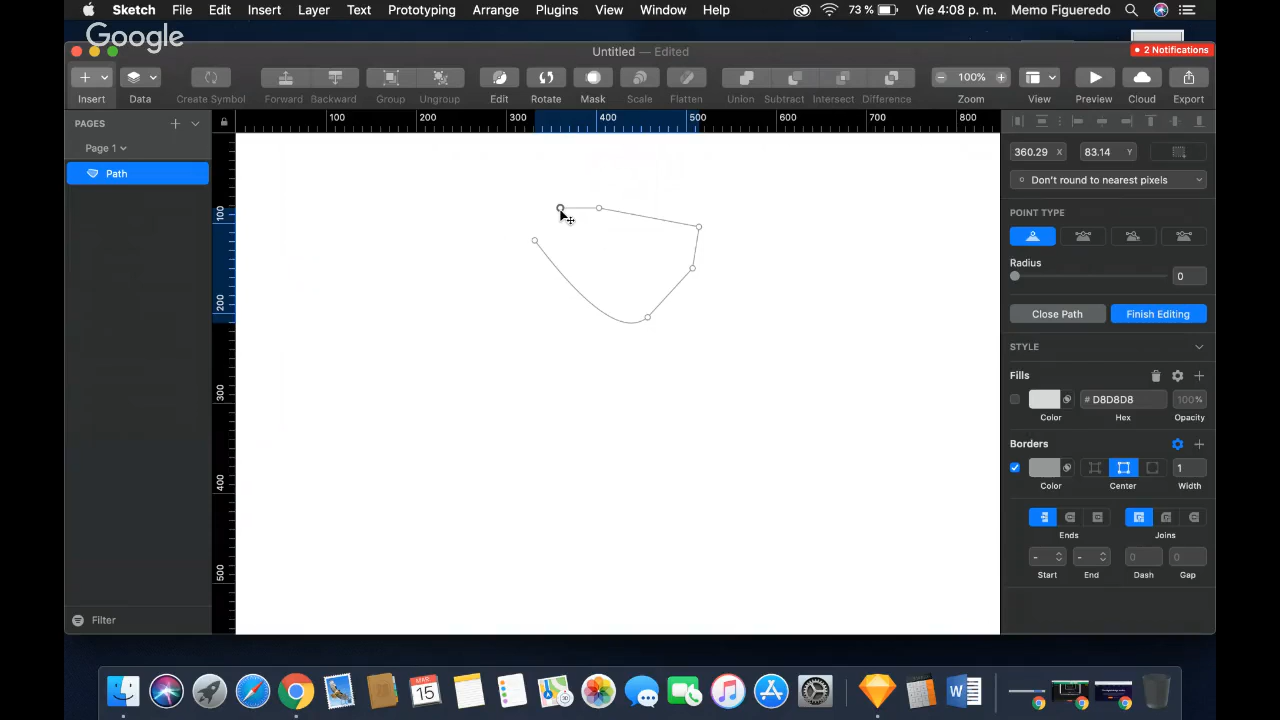 Sketch File Edit Insert Layer Text Prototyping Arrange Plugins View Window Help 73 % Vie 4:08 p. m. Memo Figueredo
Google
Untitled — Edited
2 Notifications
Insert Data Create Symbol Forward Backward Group Ungroup Edit Rotate Mask Scale Flatten Union Subtract Intersect Difference 100% Zoom View Preview Cloud Export
PAGES
Page 1
Path
100 200 300 400 500 600 700 800
100
200
300
400
500
Filter
360.29 X 83.14 Y
Don't round to nearest pixels
POINT TYPE
Radius
0
Close Path Finish Editing
STYLE
Fills
# D8D8D8 100%
Color Hex Opacity
Borders
1
Color Center Width
Ends Joins
- - 0 0
Start End Dash Gap
MAR
15